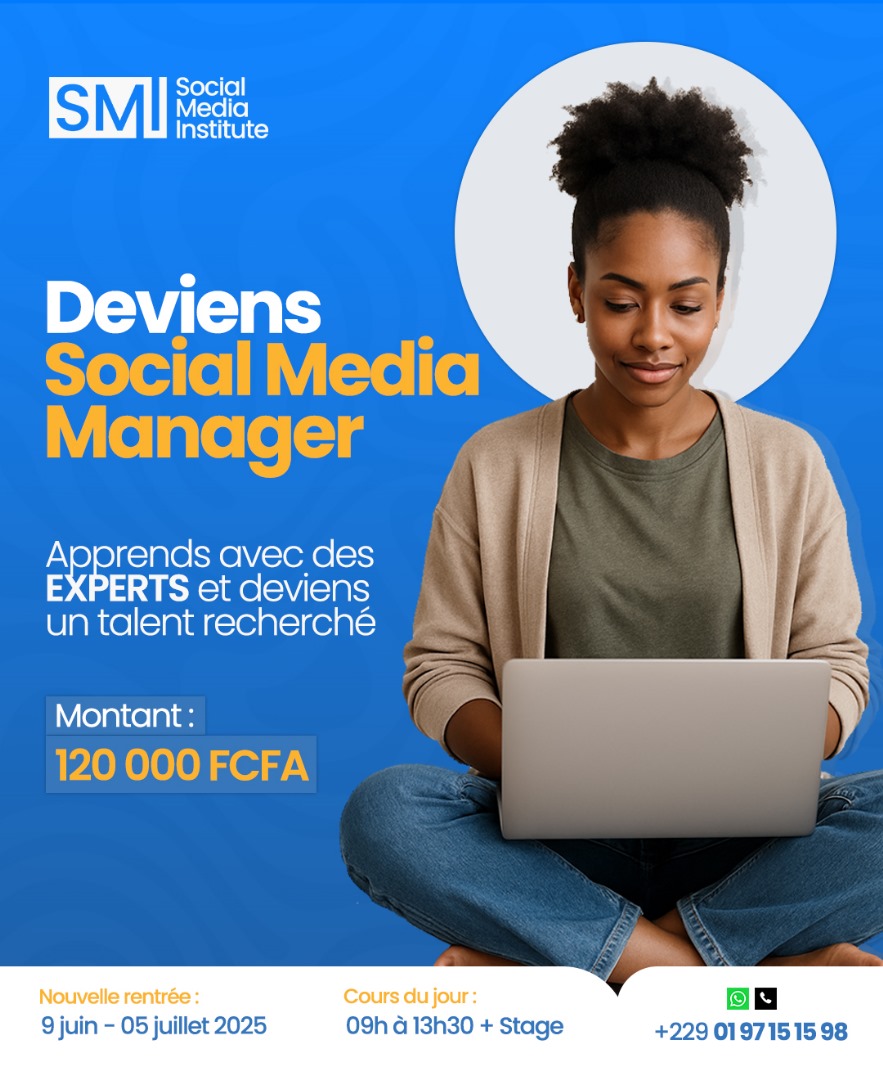 SMI
Social
Media
Institute
Deviens
Social Media
Manager
Apprends avec des
EXPERTS et deviens
un talent recherché
Montant :
120 000 FCFA
Nouvelle rentrée :
9 juin - 05 juillet 2025
Cours du jour :
09h à 13h30 + Stage
+229 01 97 15 15 98